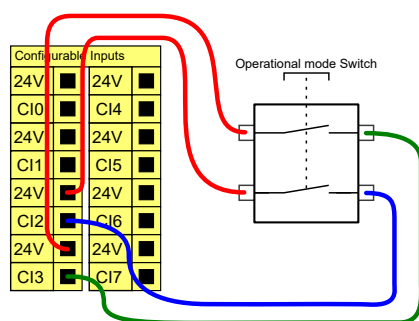 Configurable Inputs
Operational mode Switch
24V 24V
CI0 CI4
24V 24V
CI1 CI5
24V 24V
CI2 CI6
24V 24V
CI3 CI7